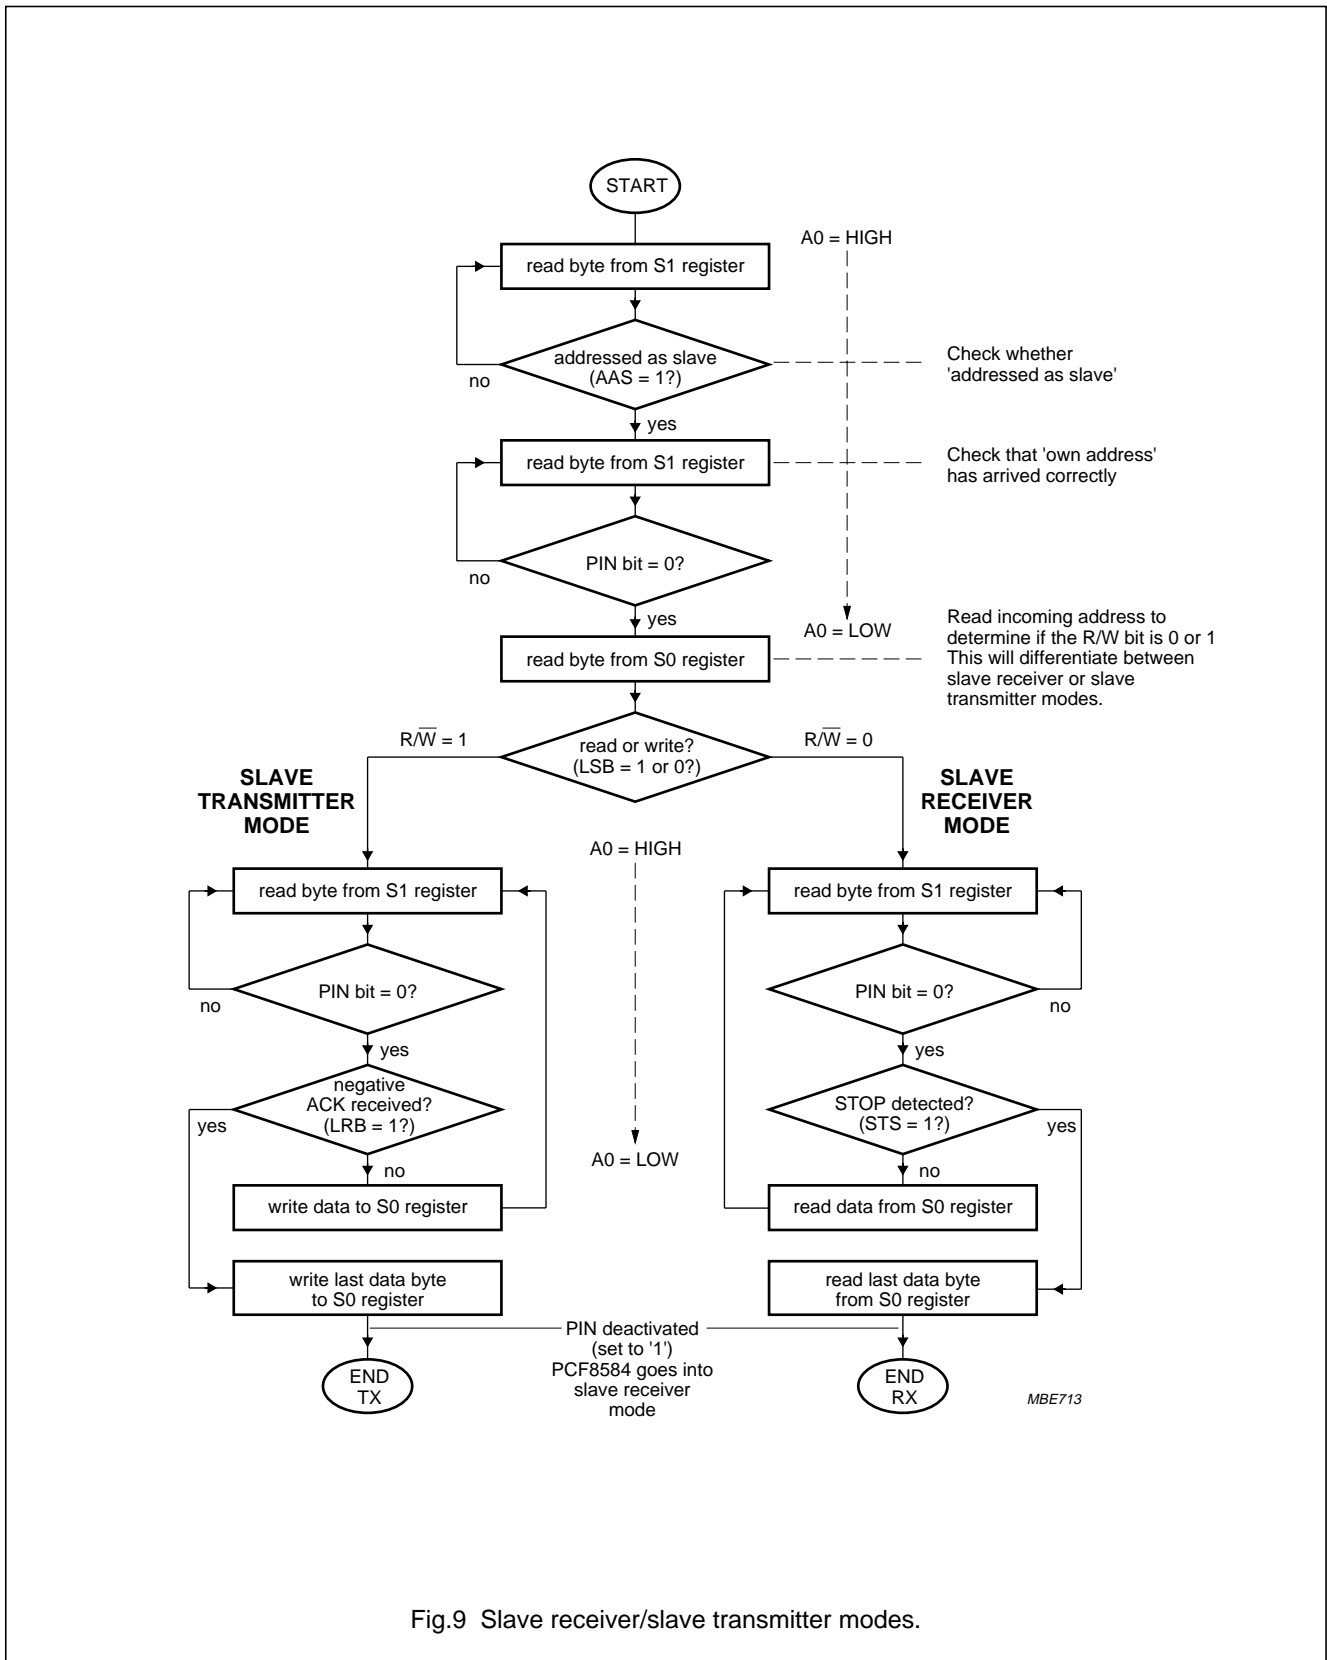 START
A0 = HIGH
read byte from S1 register
addressed as slave
(AAS = 1?)
no
Check whether
'addressed as slave'
yes
read byte from S1 register
Check that 'own address'
has arrived correctly
PIN bit = 0?
no
yes
A0 = LOW
read byte from S0 register
Read incoming address to
determine if the R/W bit is 0 or 1
This will differentiate between
slave receiver or slave
transmitter modes.
R/W̅ = 1
read or write?
(LSB = 1 or 0?)
R/W̅ = 0
SLAVE
TRANSMITTER
MODE
SLAVE
RECEIVER
MODE
A0 = HIGH
read byte from S1 register
PIN bit = 0?
no
yes
negative
ACK received?
(LRB = 1?)
yes
no
write data to S0 register
write last data byte
to S0 register
A0 = LOW
read byte from S1 register
PIN bit = 0?
no
yes
STOP detected?
(STS = 1?)
yes
no
read data from S0 register
read last data byte
from S0 register
PIN deactivated
(set to '1')
PCF8584 goes into
slave receiver
mode
END
TX
END
RX
MBE713
Fig.9 Slave receiver/slave transmitter modes.